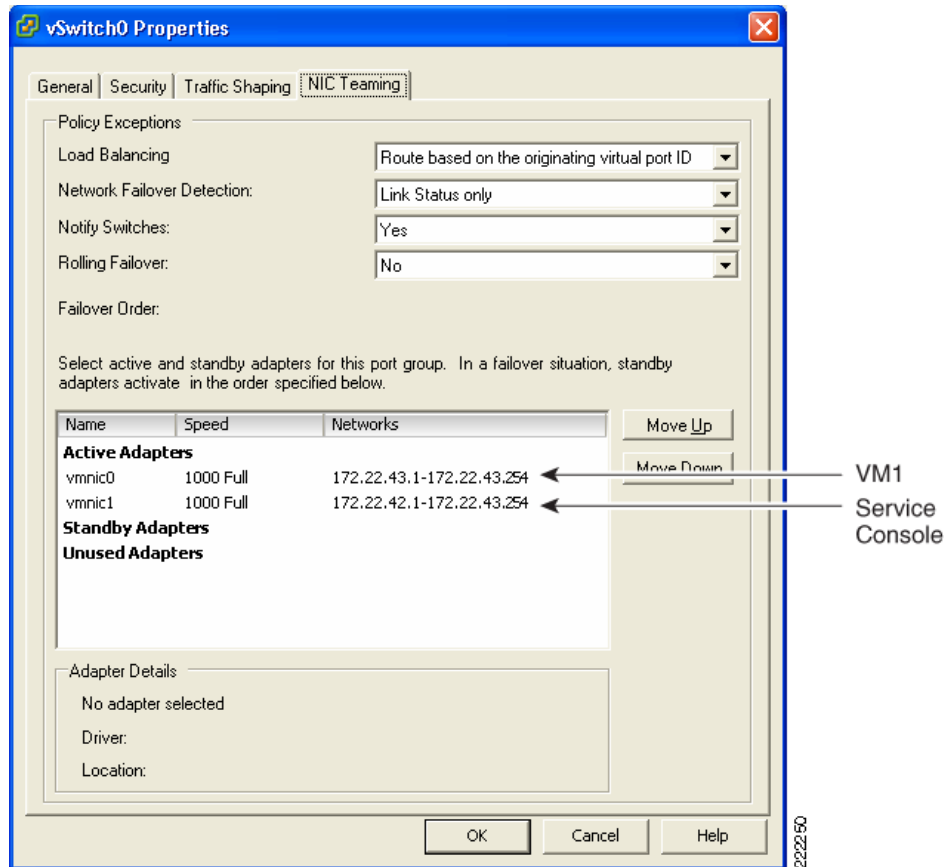 vSwitch0 Properties
General Security Traffic Shaping NIC Teaming
Policy Exceptions
Load Balancing Route based on the originating virtual port ID
Network Failover Detection: Link Status only
Notify Switches: Yes
Rolling Failover: No
Failover Order:
Select active and standby adapters for this port group. In a failover situation, standby
adapters activate in the order specified below.
Name Speed Networks Move Up
Active Adapters Move Down
vmnic0 1000 Full 172.22.43.1-172.22.43.254 VM1
vmnic1 1000 Full 172.22.42.1-172.22.43.254 Service
Console
Standby Adapters
Unused Adapters
Adapter Details
No adapter selected
Driver:
Location:
OK Cancel Help
222250